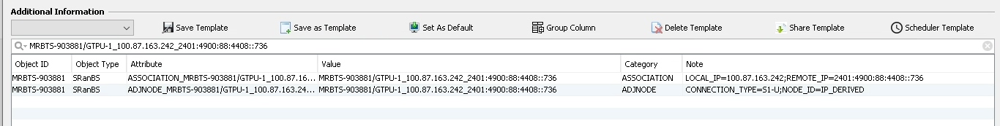 Additional Information
Save Template Save as Template Set As Default Group Column Delete Template Share Template Scheduler Template
MRBTS-903881/GTPU-1_100.87.163.242_2401:4900:88:4408::736
Object ID Object Type Attribute Value Category Note
MRBTS-903881 SRanBS ASSOCIATION_MRBTS-903881/GTPU-1_100.87.16... MRBTS-903881/GTPU-1_100.87.163.242_2401:4900:88:4408::736 ASSOCIATION LOCAL_IP=100.87.163.242;REMOTE_IP=2401:4900:88:4408::736
MRBTS-903881 SRanBS ADJNODE_MRBTS-903881/GTPU-1_100.87.163.24... MRBTS-903881/GTPU-1_100.87.163.242_2401:4900:88:4408::736 ADJNODE CONNECTION_TYPE=S1-U;NODE_ID=IP_DERIVED